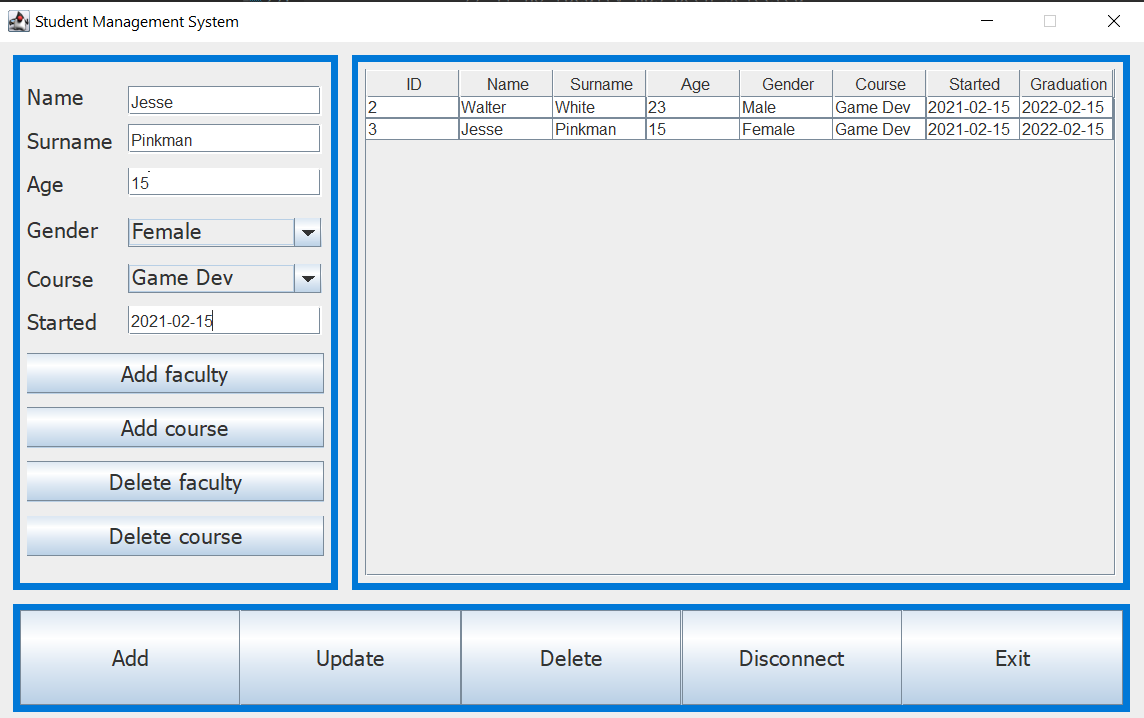 Student Management System
Name Jesse
Surname Pinkman
Age 15
Gender Female
Course Game Dev
Started 2021-02-15
Add faculty
Add course
Delete faculty
Delete course
ID Name Surname Age Gender Course Started Graduation
2 Walter White 23 Male Game Dev 2021-02-15 2022-02-15
3 Jesse Pinkman 15 Female Game Dev 2021-02-15 2022-02-15
Add Update Delete Disconnect Exit